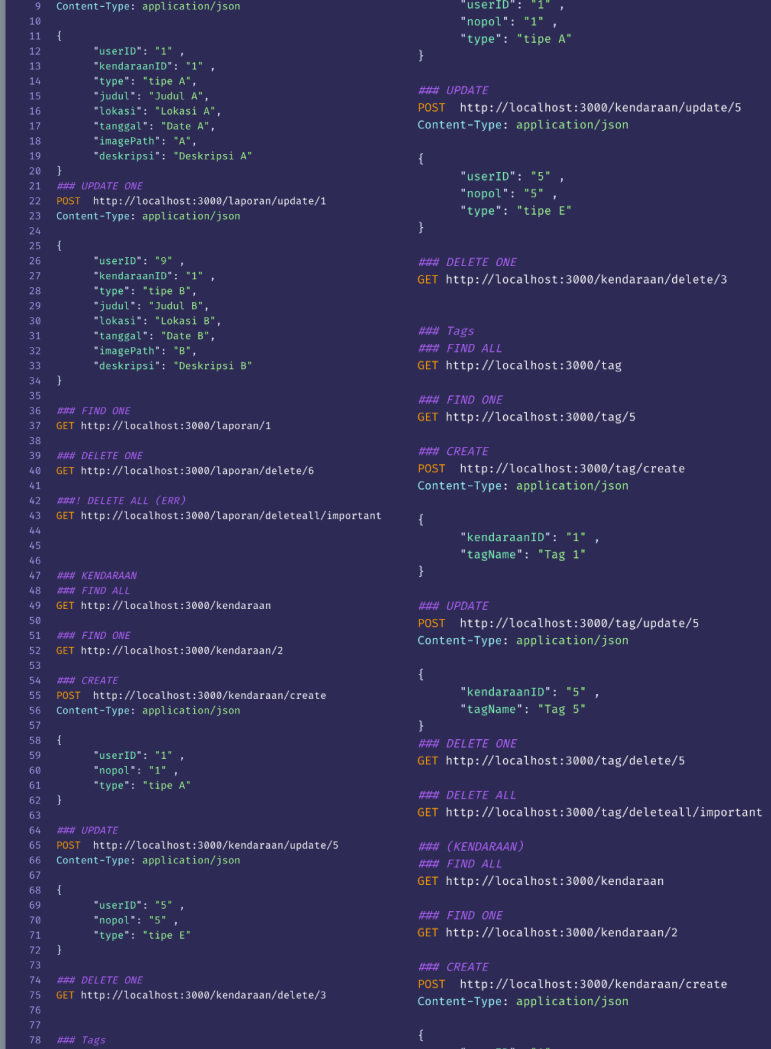 9 Content-Type: application/json
10
11 {
12 "userID": "1" ,
13 "kendaraanID": "1" ,
14 "type": "tipe A",
15 "judul": "Judul A",
16 "lokasi": "Lokasi A",
17 "tanggal": "Date A",
18 "imagePath": "A",
19 "deskripsi": "Deskripsi A"
20 }
21 ### UPDATE ONE
22 POST http://localhost:3000/laporan/update/1
23 Content-Type: application/json
24
25 {
26 "userID": "9" ,
27 "kendaraanID": "1" ,
28 "type": "tipe B",
29 "judul": "Judul B",
30 "lokasi": "Lokasi B",
31 "tanggal": "Date B",
32 "imagePath": "B",
33 "deskripsi": "Deskripsi B"
34 }
35
36 ### FIND ONE
37 GET http://localhost:3000/laporan/1
38
39 ### DELETE ONE
40 GET http://localhost:3000/laporan/delete/6
41
42 ###! DELETE ALL (ERR)
43 GET http://localhost:3000/laporan/deleteall/important
44
45
46
47 ### KENDARAAN
48 ### FIND ALL
49 GET http://localhost:3000/kendaraan
50
51 ### FIND ONE
52 GET http://localhost:3000/kendaraan/2
53
54 ### CREATE
55 POST http://localhost:3000/kendaraan/create
56 Content-Type: application/json
57
58 {
59 "userID": "1" ,
60 "nopol": "1" ,
61 "type": "tipe A"
62 }
63
64 ### UPDATE
65 POST http://localhost:3000/kendaraan/update/5
66 Content-Type: application/json
67
68 {
69 "userID": "5" ,
70 "nopol": "5" ,
71 "type": "tipe E"
72 }
73
74 ### DELETE ONE
75 GET http://localhost:3000/kendaraan/delete/3
76
77
78 ### Tags
"userID": "1" ,
"nopol": "1" ,
"type": "tipe A"
}
### UPDATE
POST http://localhost:3000/kendaraan/update/5
Content-Type: application/json
{
"userID": "5" ,
"nopol": "5" ,
"type": "tipe E"
}
### DELETE ONE
GET http://localhost:3000/kendaraan/delete/3
### Tags
### FIND ALL
GET http://localhost:3000/tag
### FIND ONE
GET http://localhost:3000/tag/5
### CREATE
POST http://localhost:3000/tag/create
Content-Type: application/json
{
"kendaraanID": "1" ,
"tagName": "Tag 1"
}
### UPDATE
POST http://localhost:3000/tag/update/5
Content-Type: application/json
{
"kendaraanID": "5" ,
"tagName": "Tag 5"
}
### DELETE ONE
GET http://localhost:3000/tag/delete/5
### DELETE ALL
GET http://localhost:3000/tag/deleteall/important
### (KENDARAAN)
### FIND ALL
GET http://localhost:3000/kendaraan
### FIND ONE
GET http://localhost:3000/kendaraan/2
### CREATE
POST http://localhost:3000/kendaraan/create
Content-Type: application/json
{